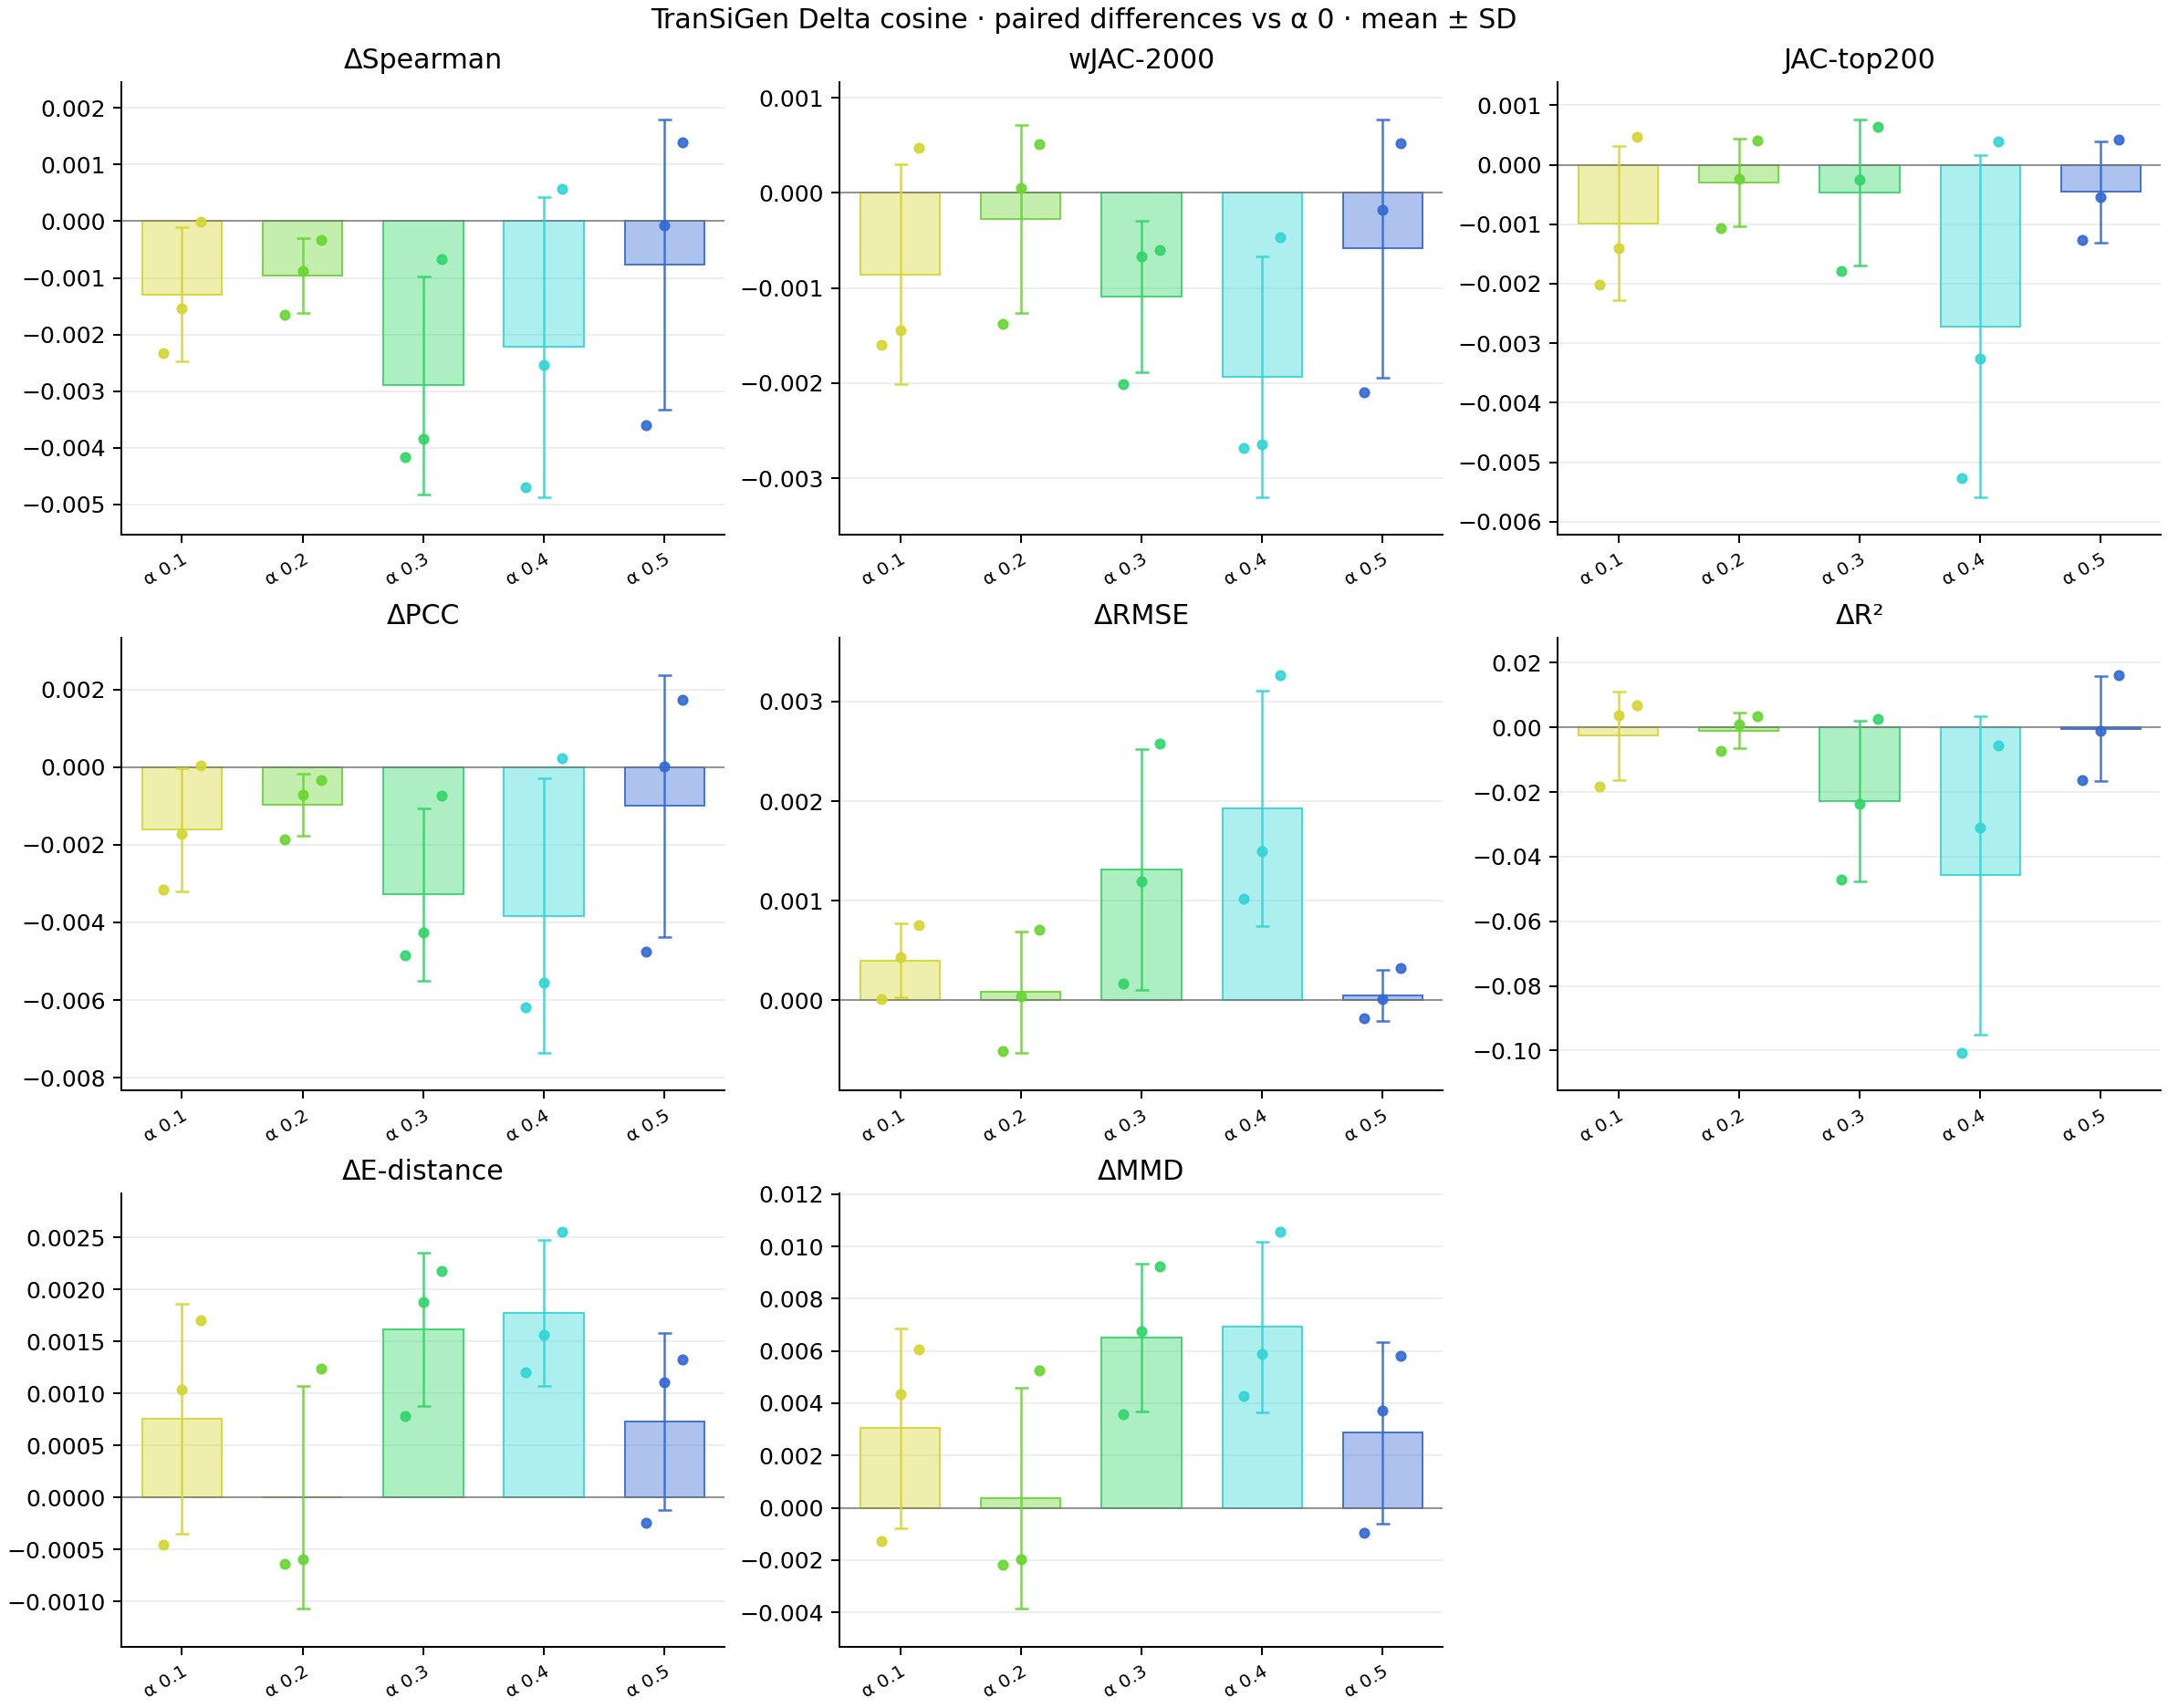 TranSiGen Delta cosine · paired differences vs α 0 · mean ± SD
ΔSpearman
0.002
0.001
0.000
−0.001
−0.002
−0.003
−0.004
−0.005
α 0.1
α 0.2
α 0.3
α 0.4
α 0.5
wJAC-2000
0.001
0.000
−0.001
−0.002
−0.003
α 0.1
α 0.2
α 0.3
α 0.4
α 0.5
JAC-top200
0.001
0.000
−0.001
−0.002
−0.003
−0.004
−0.005
−0.006
α 0.1
α 0.2
α 0.3
α 0.4
α 0.5
ΔPCC
0.002
0.000
−0.002
−0.004
−0.006
−0.008
α 0.1
α 0.2
α 0.3
α 0.4
α 0.5
ΔRMSE
0.003
0.002
0.001
0.000
α 0.1
α 0.2
α 0.3
α 0.4
α 0.5
ΔR²
0.02
0.00
−0.02
−0.04
−0.06
−0.08
−0.10
α 0.1
α 0.2
α 0.3
α 0.4
α 0.5
ΔE-distance
0.0025
0.0020
0.0015
0.0010
0.0005
0.0000
−0.0005
−0.0010
α 0.1
α 0.2
α 0.3
α 0.4
α 0.5
ΔMMD
0.012
0.010
0.008
0.006
0.004
0.002
0.000
−0.002
−0.004
α 0.1
α 0.2
α 0.3
α 0.4
α 0.5